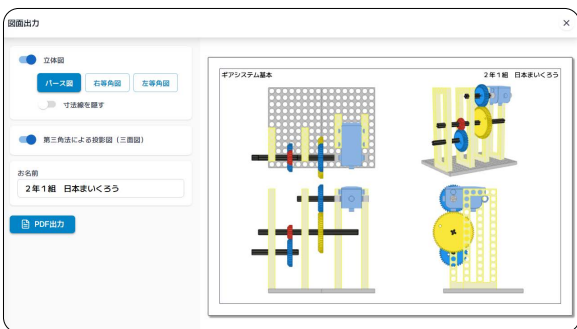 図面出力
×
立体図
パース図 右等角図 左等角図
寸法線を隠す
第三角法による投影図（三面図）
お名前
２年１組　日本まいくろう
PDF出力
ギアシステム基本
２年１組　日本まいくろう